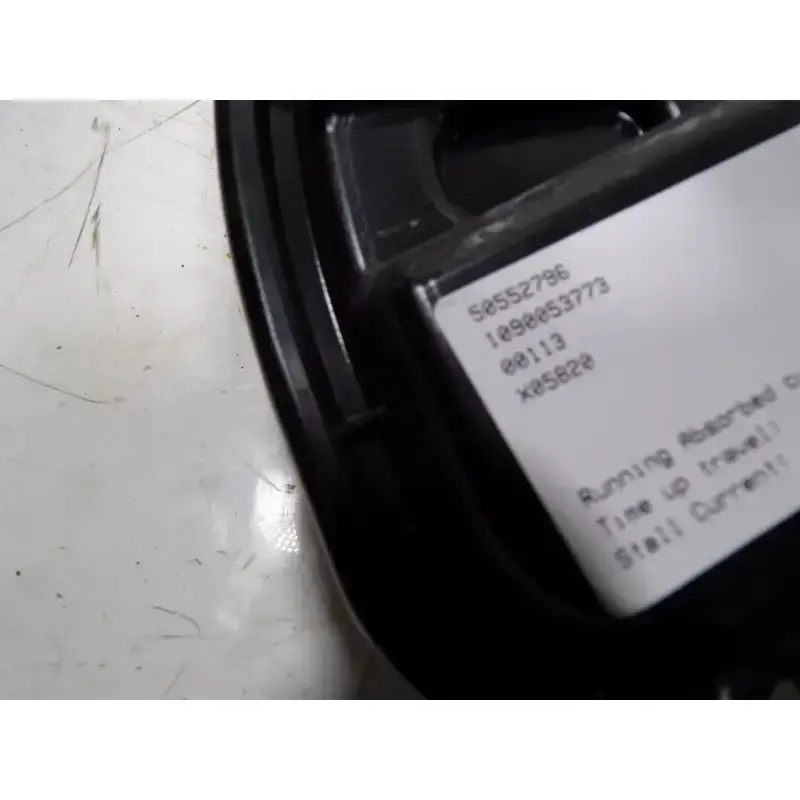 50552796
1090053773
00113
X05820
Running Absorbed
Time up travel:
Stall Current: